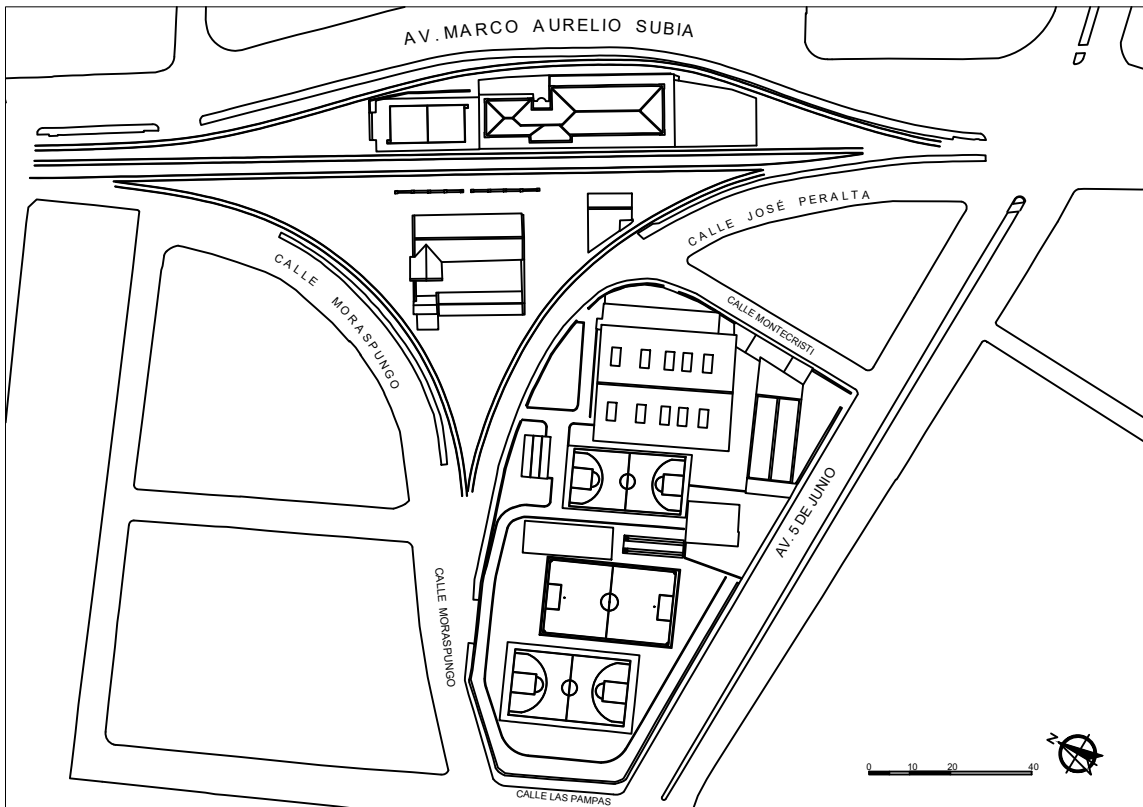 AV. MARCO AURELIO SUBIA
CALLE JOSÉ PERALTA
CALLE MORASPUNGO
CALLE MONTECRISTI
AV. 5 DE JUNIO
CALLE MORASPUNGO
CALLE LAS PAMPAS
0 10 20 40
N